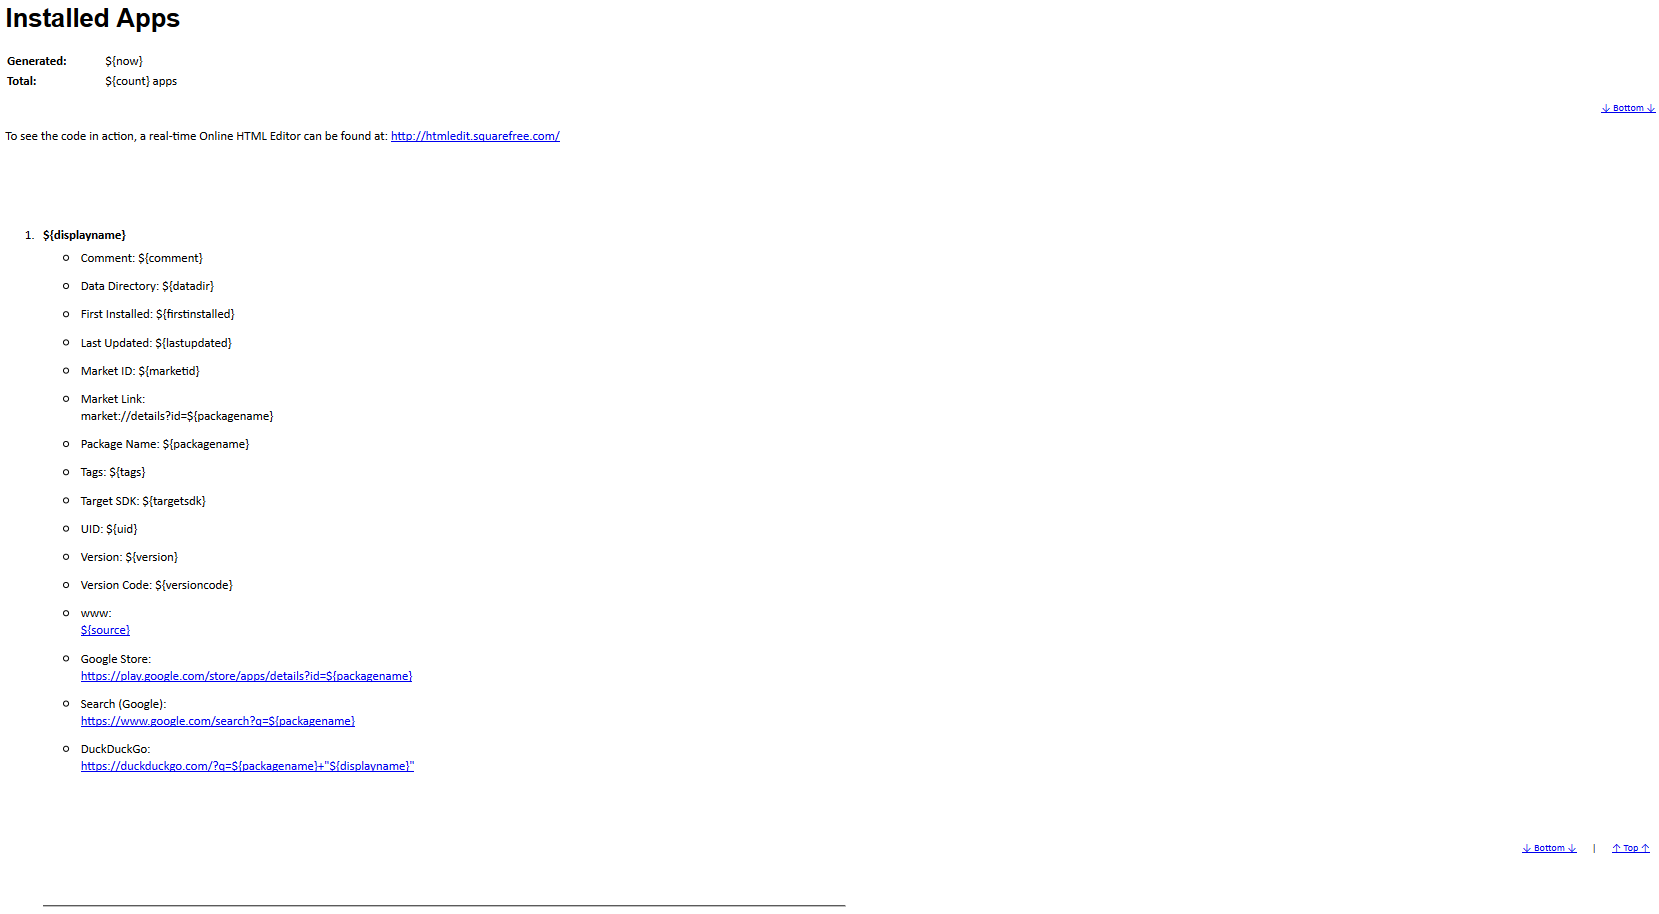 Installed Apps
Generated: ${now}
Total: ${count} apps
↓ Bottom ↓
To see the code in action, a real-time Online HTML Editor can be found at: http://htmledit.squarefree.com/
1. ${displayname}
Comment: ${comment}
Data Directory: ${datadir}
First Installed: ${firstinstalled}
Last Updated: ${lastupdated}
Market ID: ${marketid}
Market Link:
market://details?id=${packagename}
Package Name: ${packagename}
Tags: ${tags}
Target SDK: ${targetsdk}
UID: ${uid}
Version: ${version}
Version Code: ${versioncode}
www:
${source}
Google Store:
https://play.google.com/store/apps/details?id=${packagename}
Search (Google):
https://www.google.com/search?q=${packagename}
DuckDuckGo:
https://duckduckgo.com/?q=${packagename}+"${displayname}"
↓ Bottom ↓ | ↑ Top ↑